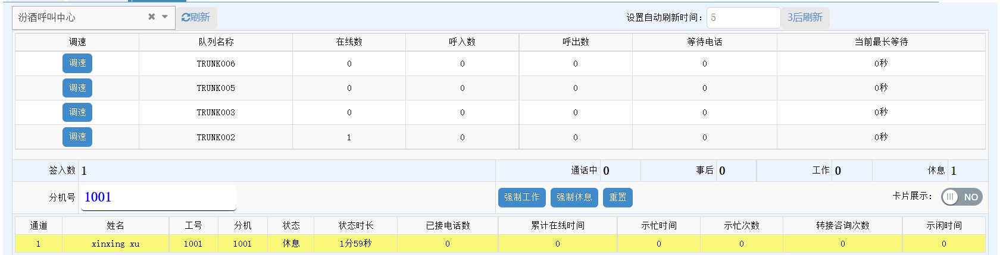 汾酒呼叫中心 刷新 设置自动刷新时间： 5 3后刷新
调速 队列名称 在线数 呼入数 呼出数 等待电话 当前最长等待
调速 TRUNK006 0 0 0 0 0秒
调速 TRUNK005 0 0 0 0 0秒
调速 TRUNK003 0 0 0 0 0秒
调速 TRUNK002 1 0 0 0 0秒
签入数 1 通话中 0 事后 0 工作 0 休息 1
分机号 1001 强制工作 强制休息 重置 卡片展示： NO
通道 姓名 工号 分机 状态 状态时长 已接电话数 累计在线时间 示忙时间 示忙次数 转接咨询次数 示闲时间
1 xinxing xu 1001 1001 休息 1分59秒 0 0 0 0 0 0